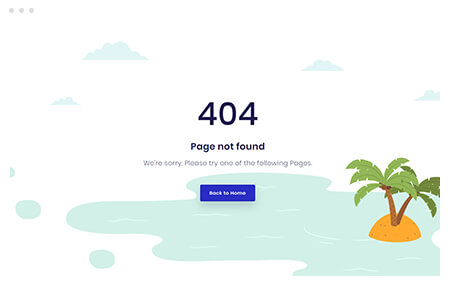 404
Page not found
We're sorry. Please try one of the following Pages.
Back to Home